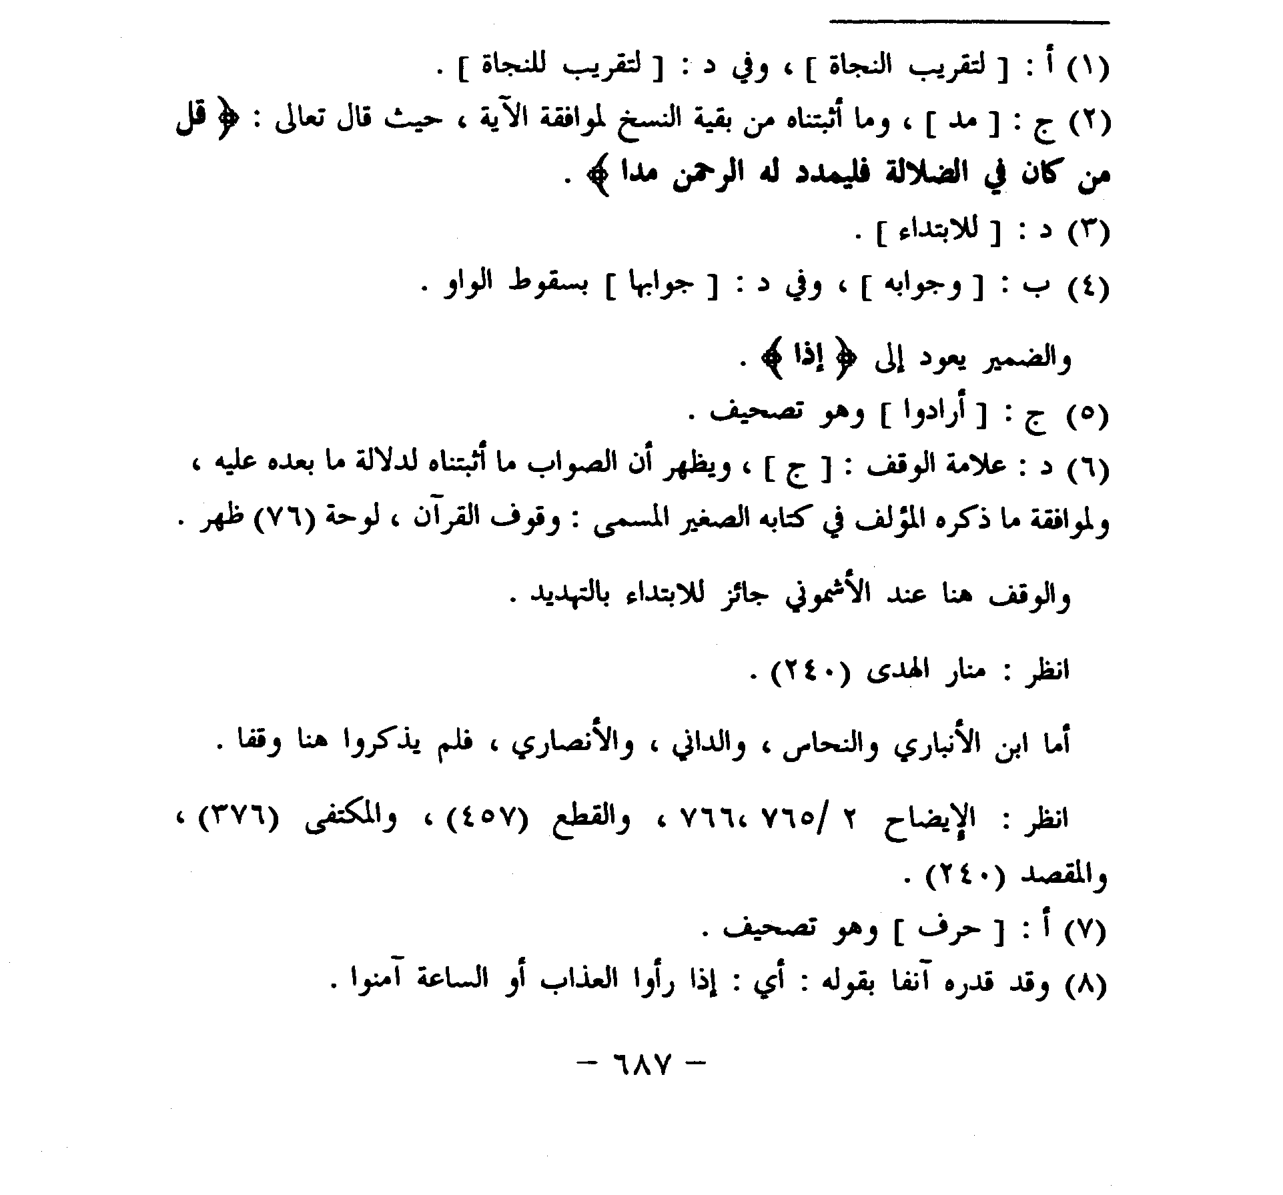 (١) أ : [ لتقريب النجاة ] ، وفي د : [ لتقريب للنجاة ] .
(٢) ج : [ مد ] ، وما أثبتناه من بقية النسخ لموافقة الآية ، حيث قال تعالى : ﴿ قل
من كان في الضلالة فليمدد له الرحمن مدا ﴾ .
(٣) د : [ للابتداء ] .
(٤) ب : [ وجوابه ] ، وفي د : [ جوابها ] بسقوط الواو .
والضمير يعود إلى ﴿ إذا ﴾ .
(٥) ج : [ أرادوا ] وهو تصحيف .
(٦) د : علامة الوقف : [ ج ] ، ويظهر أن الصواب ما أثبتناه لدلالة ما بعده عليه ،
ولموافقة ما ذكره المؤلف في كتابه الصغير المسمى : وقوف القرآن ، لوحة (٧٦) ظهر .
والوقف هنا عند الأشموني جائز للابتداء بالتهديد .
انظر : منار الهدى (٢٤٠) .
أما ابن الأنباري والنحاس ، والداني ، والأنصاري ، فلم يذكروا هنا وقفا .
انظر : الإيضاح ٢ /٧٦٥ ،٧٦٦ ، والقطع (٤٥٧) ، والمكتفى (٣٧٦) ،
والمقصد (٢٤٠) .
(٧) أ : [ حرف ] وهو تصحيف .
(٨) وقد قدره آنفا بقوله : أي : إذا رأوا العذاب أو الساعة آمنوا .
– ٦٨٧ –